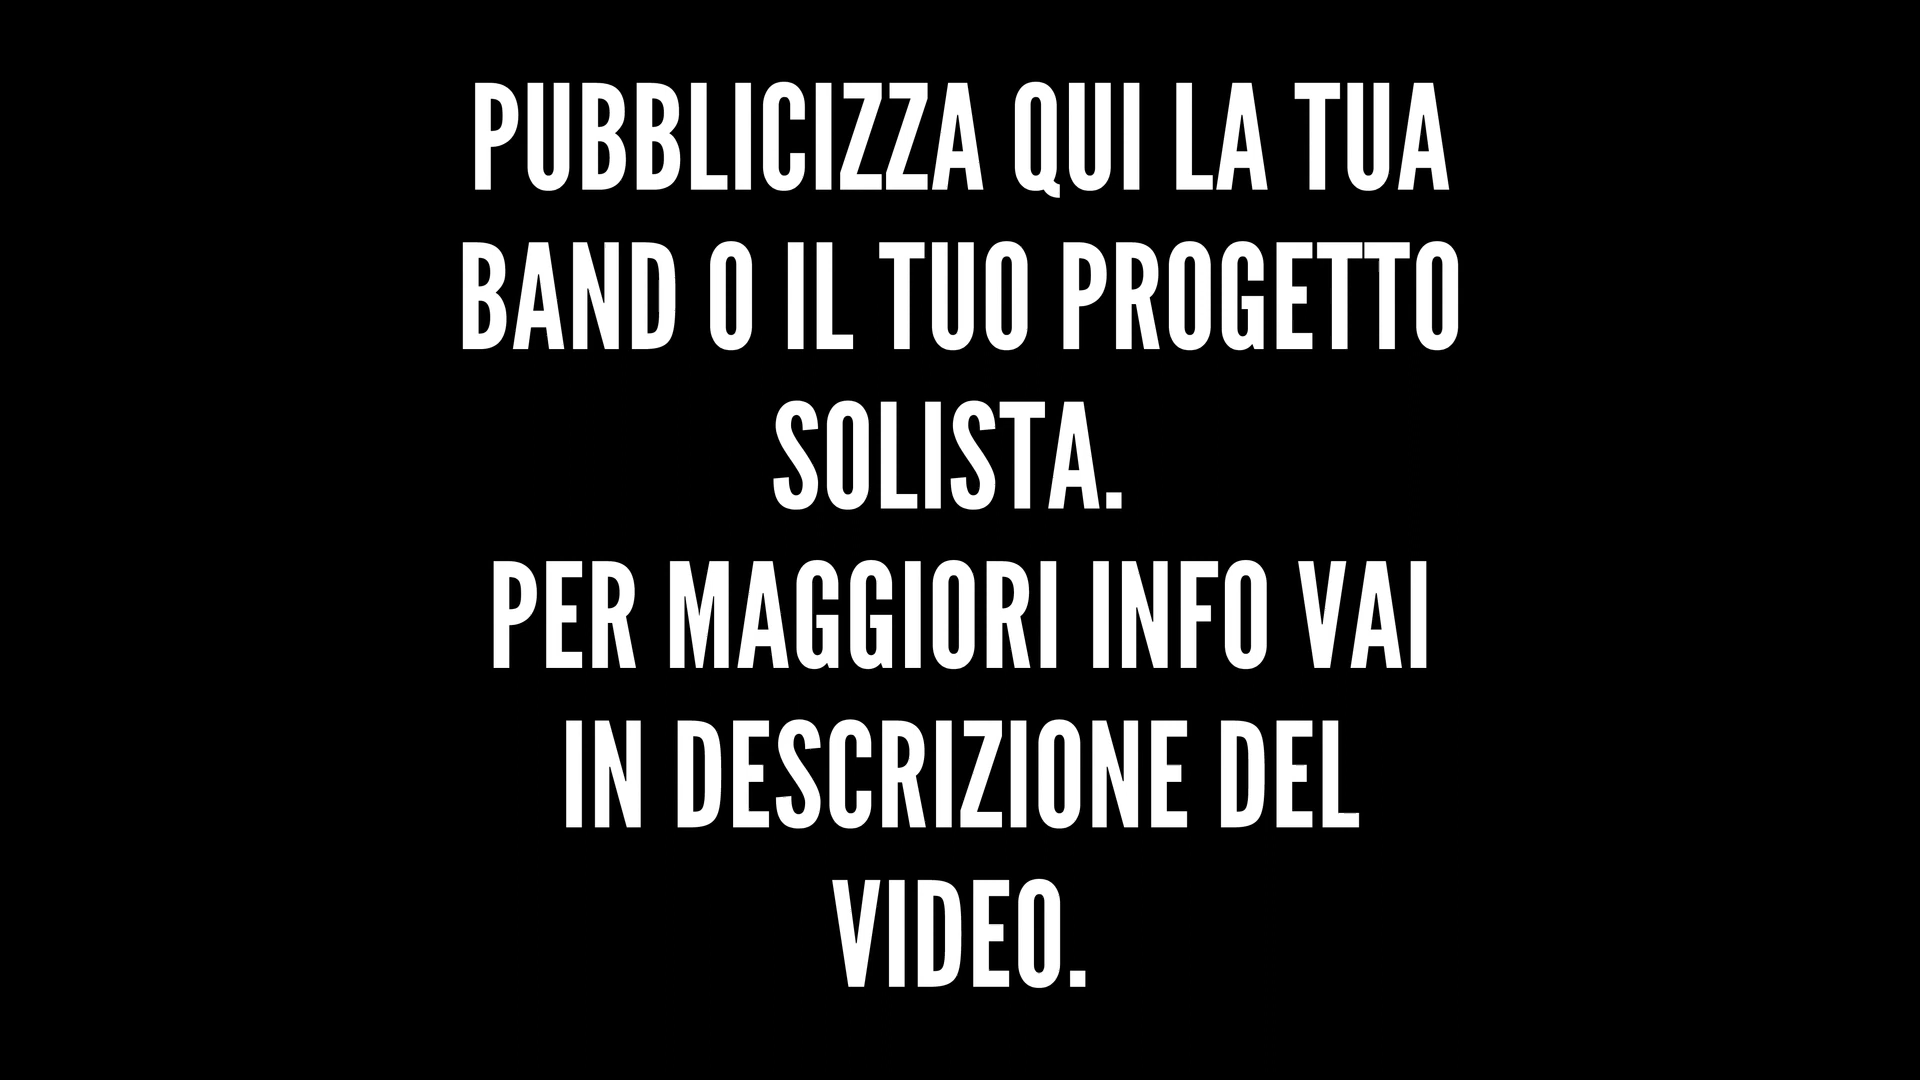 PUBBLICIZZA QUI LA TUA
BAND O IL TUO PROGETTO
SOLISTA.
PER MAGGIORI INFO VAI
IN DESCRIZIONE DEL
VIDEO.